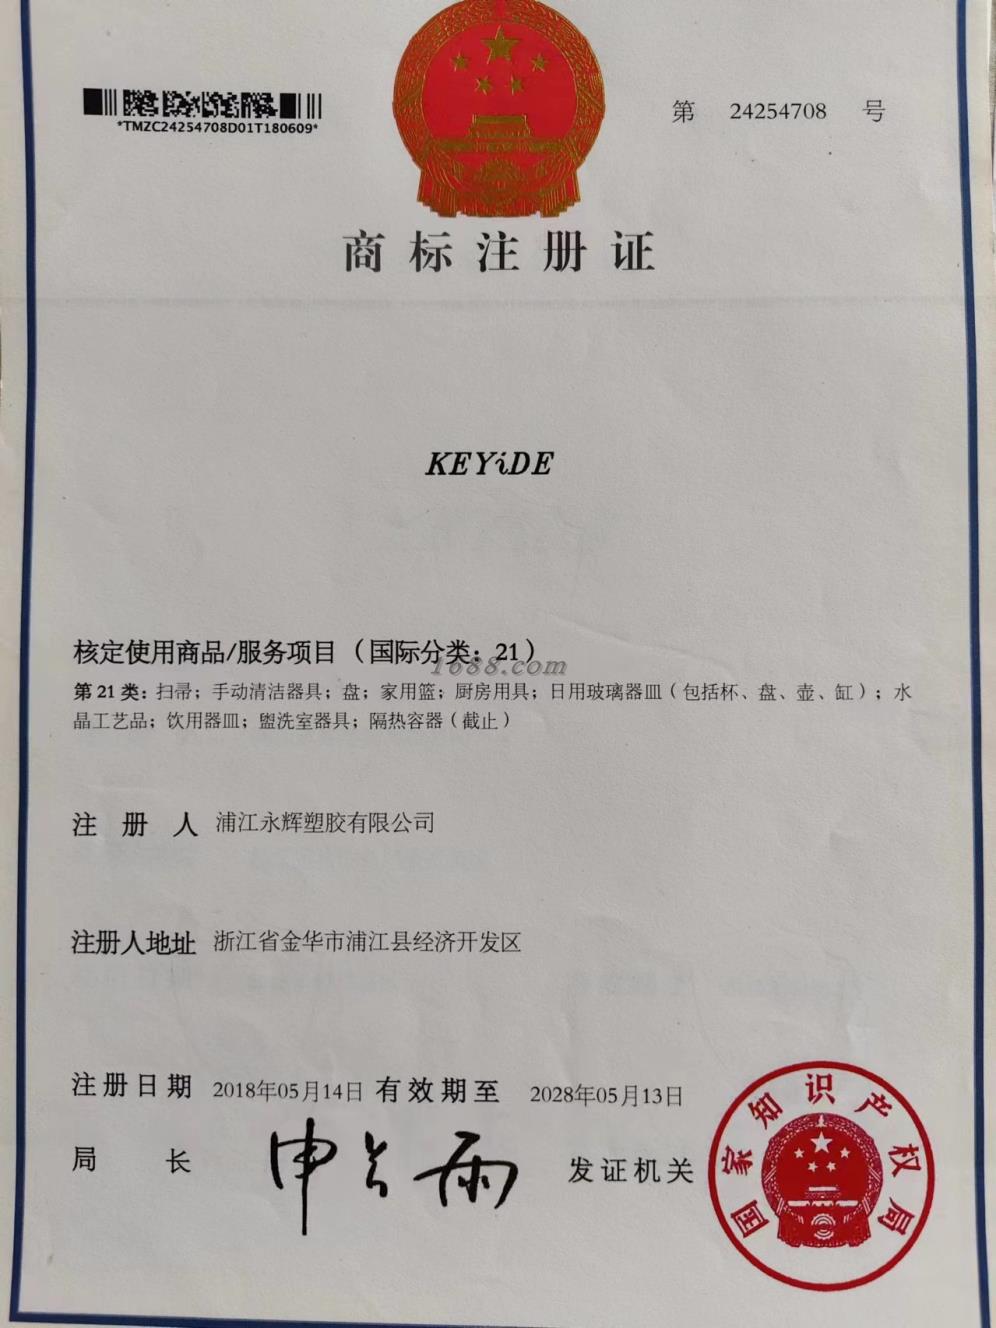 *TMZC24254708D01T180609*
第 24254708 号
商标注册证
KEYiDE
核定使用商品/服务项目（国际分类：21）
1688.com
第 21 类：扫帚；手动清洁器具；盘；家用篮；厨房用具；日用玻璃器皿（包括杯、盘、壶、缸）；水
晶工艺品；饮用器皿；盥洗室器具；隔热容器（截止）
注册人 浦江永辉塑胶有限公司
注册人地址 浙江省金华市浦江县经济开发区
注册日期 2018年05月14日 有效期至 2028年05月13日
局长 申长雨 发证机关
国家知识产权局